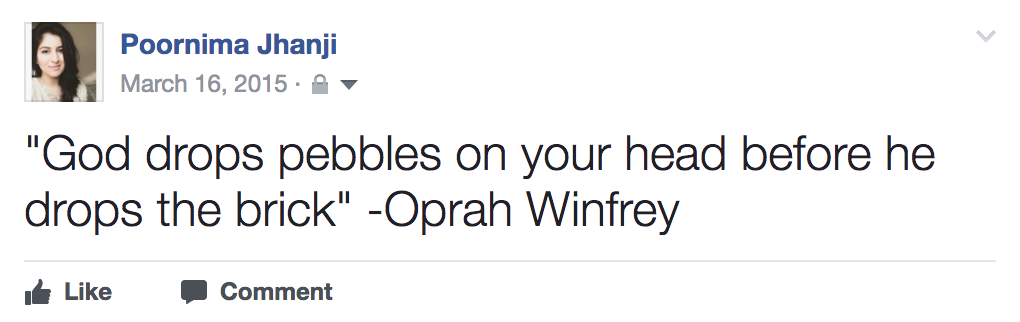 Poornima Jhanji
March 16, 2015 ·
"God drops pebbles on your head before he
drops the brick" -Oprah Winfrey
Like Comment